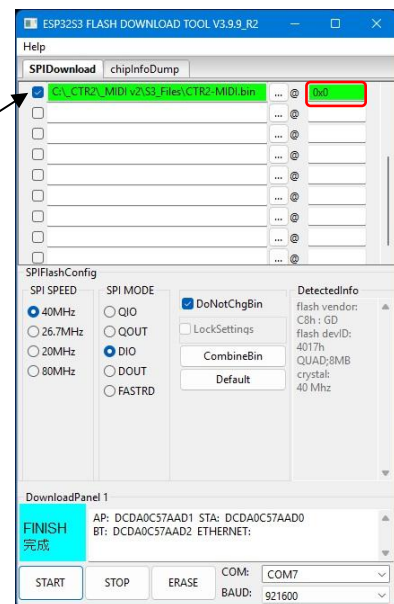 ESP32S3 FLASH DOWNLOAD TOOL V3.9.9_R2
Help
SPIDownload chipInfoDump
C:\_CTR2\_MIDI v2\S3_Files\CTR2-MIDI.bin ... @ 0x0
... @
... @
... @
... @
... @
... @
... @
... @
SPIFlashConfig
SPI SPEED SPI MODE DetectedInfo
40MHz QIO DoNotChgBin flash vendor:
C8h : GD
26.7MHz QOUT LockSettings flash devID:
4017h
20MHz DIO CombineBin QUAD;8MB
80MHz DOUT Default crystal:
40 Mhz
FASTRD
DownloadPanel 1
FINISH
完成
AP: DCDA0C57AAD1 STA: DCDA0C57AAD0
BT: DCDA0C57AAD2 ETHERNET:
START STOP ERASE COM: COM7
BAUD: 921600